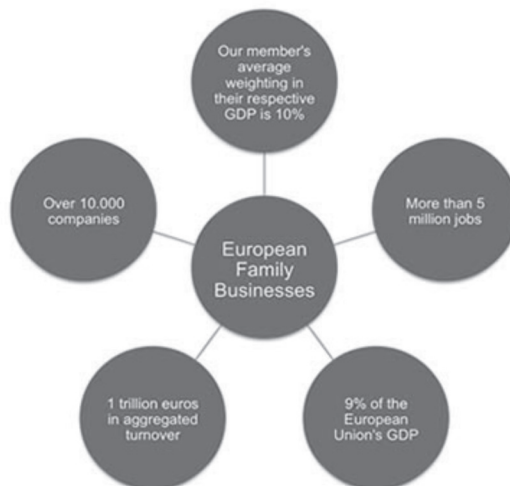 Our member's
average
weighting in
their respective
GDP is 10%
Over 10.000
companies
More than 5
million jobs
European
Family
Businesses
1 trillion euros
in aggregated
turnover
9% of the
European
Union's GDP